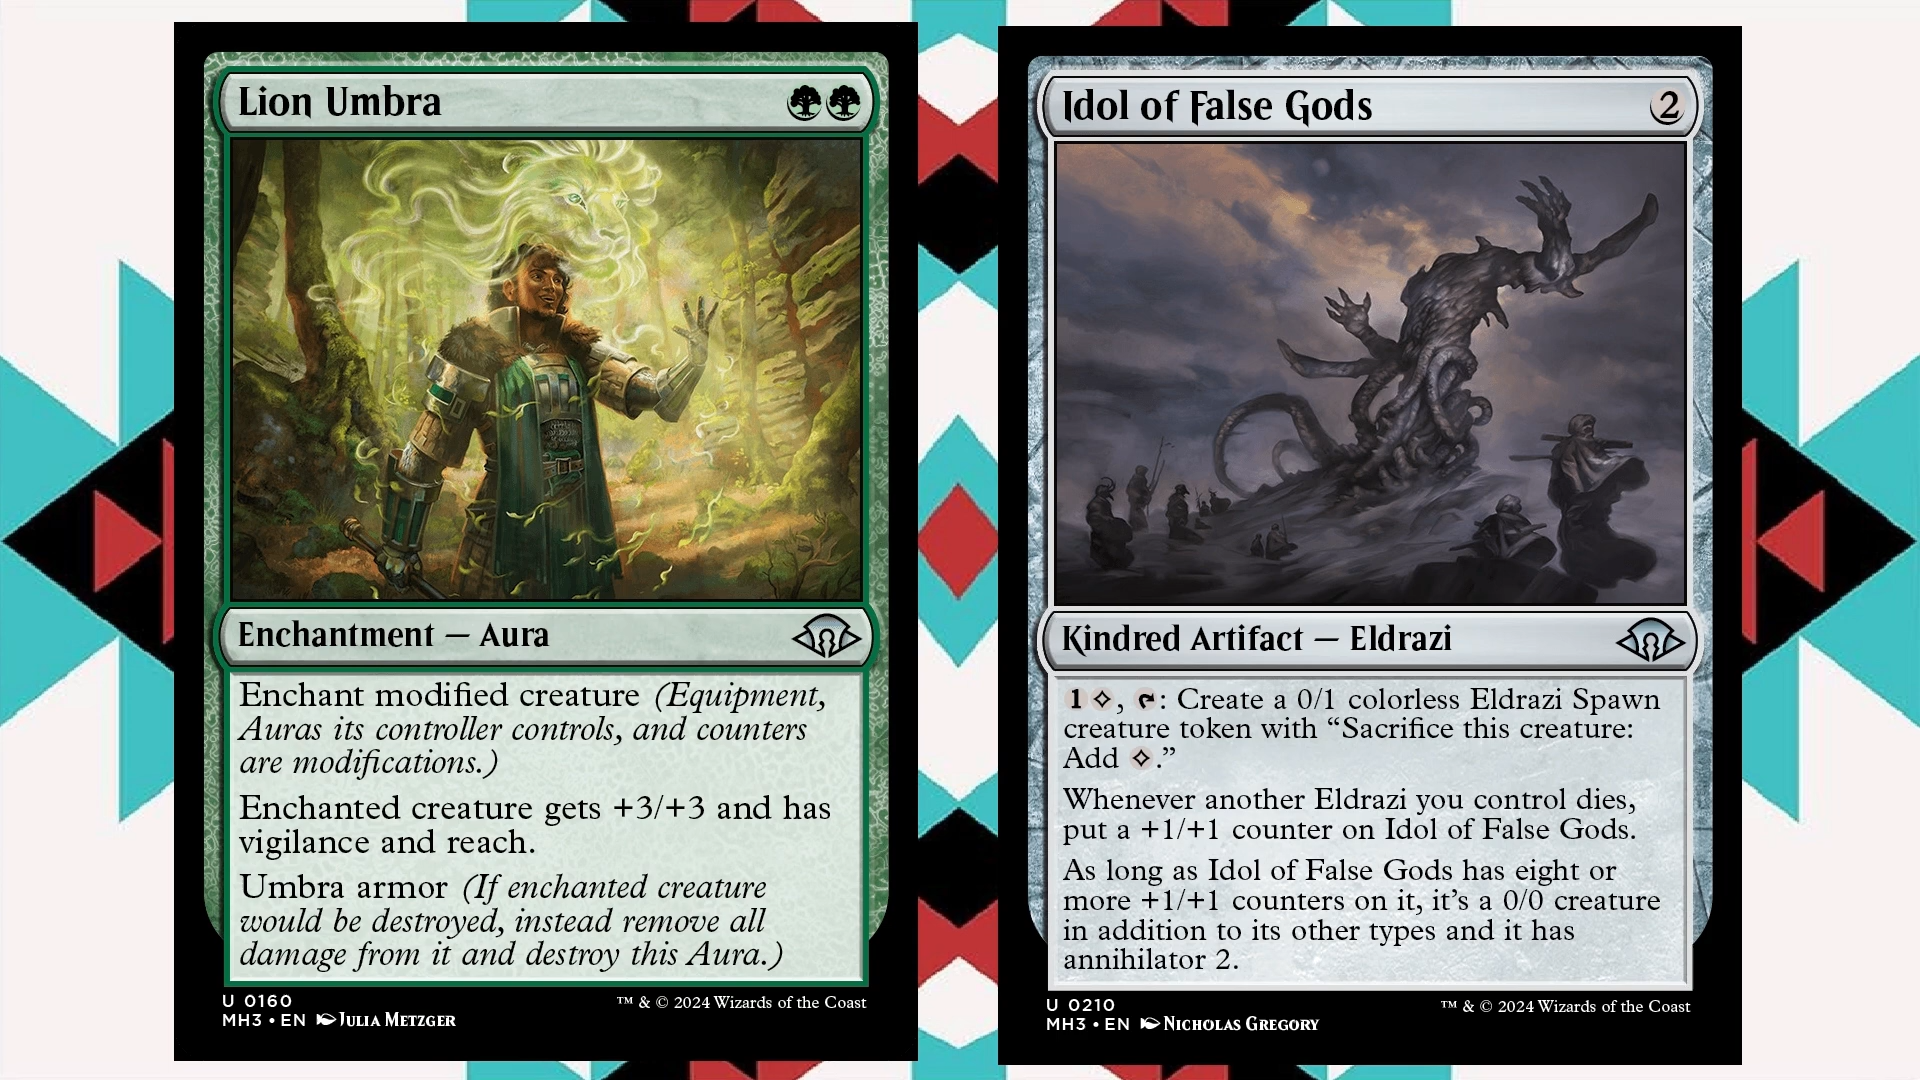 Lion Umbra
Enchantment — Aura
Enchant modified creature (Equipment,
Auras its controller controls, and counters
are modifications.)
Enchanted creature gets +3/+3 and has
vigilance and reach.
Umbra armor (If enchanted creature
would be destroyed, instead remove all
damage from it and destroy this Aura.)
U 0160
MH3 • EN Julia Metzger
™ & © 2024 Wizards of the Coast
Idol of False Gods
2
Kindred Artifact — Eldrazi
1, : Create a 0/1 colorless Eldrazi Spawn
creature token with “Sacrifice this creature:
Add .”
Whenever another Eldrazi you control dies,
put a +1/+1 counter on Idol of False Gods.
As long as Idol of False Gods has eight or
more +1/+1 counters on it, it’s a 0/0 creature
in addition to its other types and it has
annihilator 2.
U 0210
MH3 • EN Nicholas Gregory
™ & © 2024 Wizards of the Coast